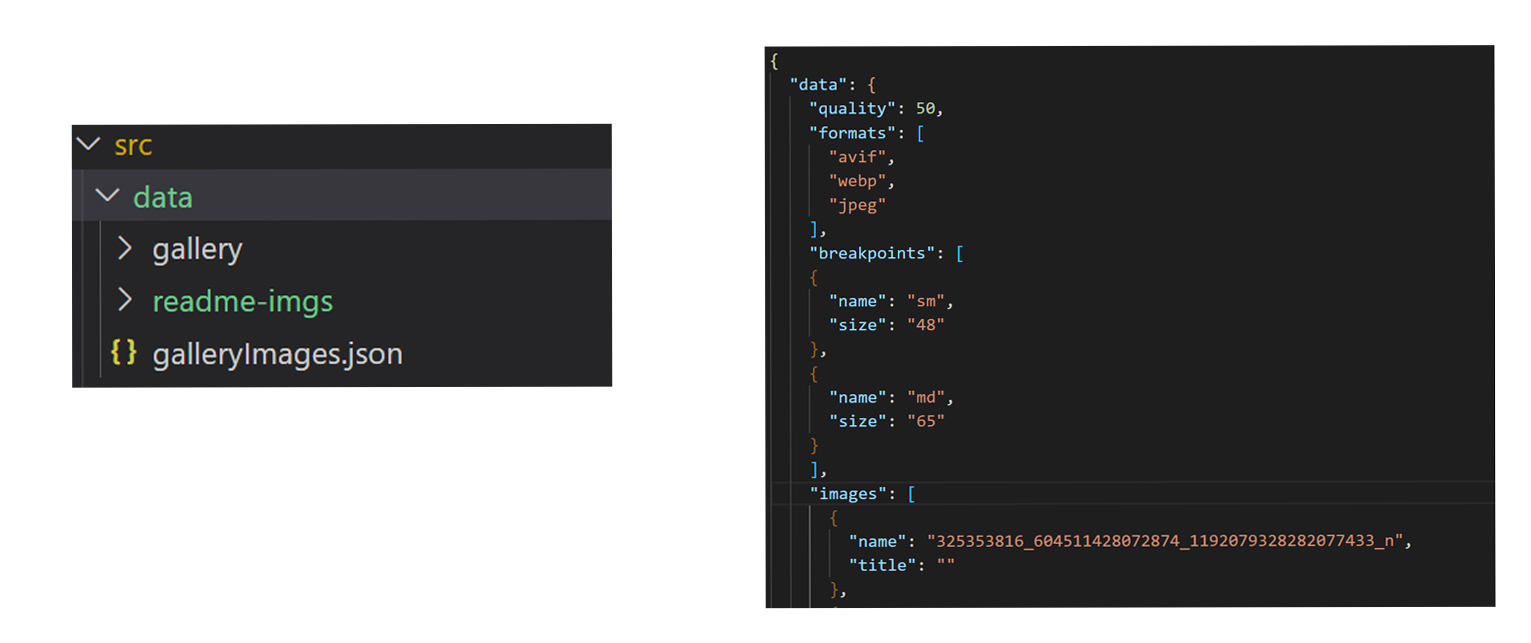 src
data
gallery
readme-imgs
{} galleryImages.json
{
"data": {
"quality": 50,
"formats": [
"avif",
"webp",
"jpeg"
],
"breakpoints": [
{
"name": "sm",
"size": "48"
},
{
"name": "md",
"size": "65"
}
],
"images": [
{
"name": "325353816_604511428072874_1192079328282077433_n",
"title": ""
},